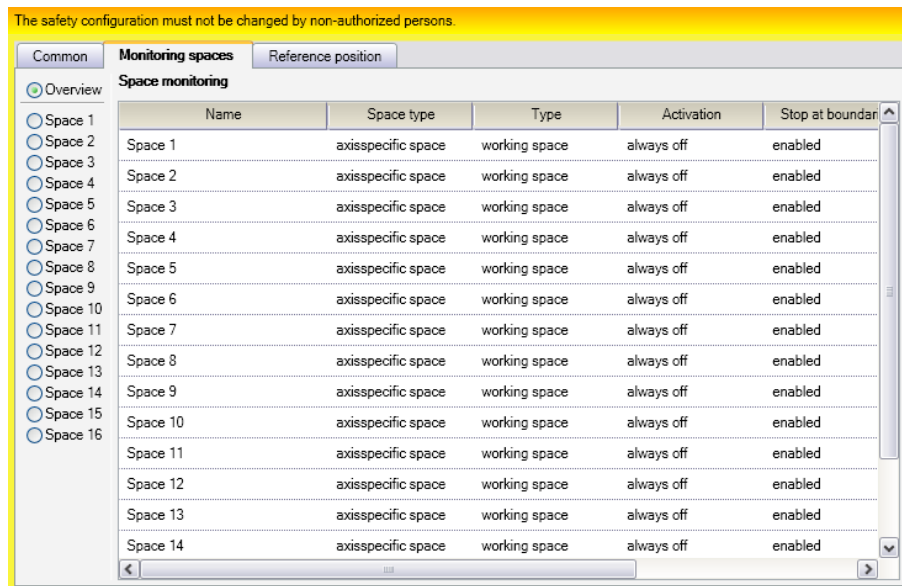 The safety configuration must not be changed by non-authorized persons.
Common Monitoring spaces Reference position
Overview
Space 1
Space 2
Space 3
Space 4
Space 5
Space 6
Space 7
Space 8
Space 9
Space 10
Space 11
Space 12
Space 13
Space 14
Space 15
Space 16
Space monitoring
Name Space type Type Activation Stop at boundari
Space 1 axisspecific space working space always off enabled
Space 2 axisspecific space working space always off enabled
Space 3 axisspecific space working space always off enabled
Space 4 axisspecific space working space always off enabled
Space 5 axisspecific space working space always off enabled
Space 6 axisspecific space working space always off enabled
Space 7 axisspecific space working space always off enabled
Space 8 axisspecific space working space always off enabled
Space 9 axisspecific space working space always off enabled
Space 10 axisspecific space working space always off enabled
Space 11 axisspecific space working space always off enabled
Space 12 axisspecific space working space always off enabled
Space 13 axisspecific space working space always off enabled
Space 14 axisspecific space working space always off enabled